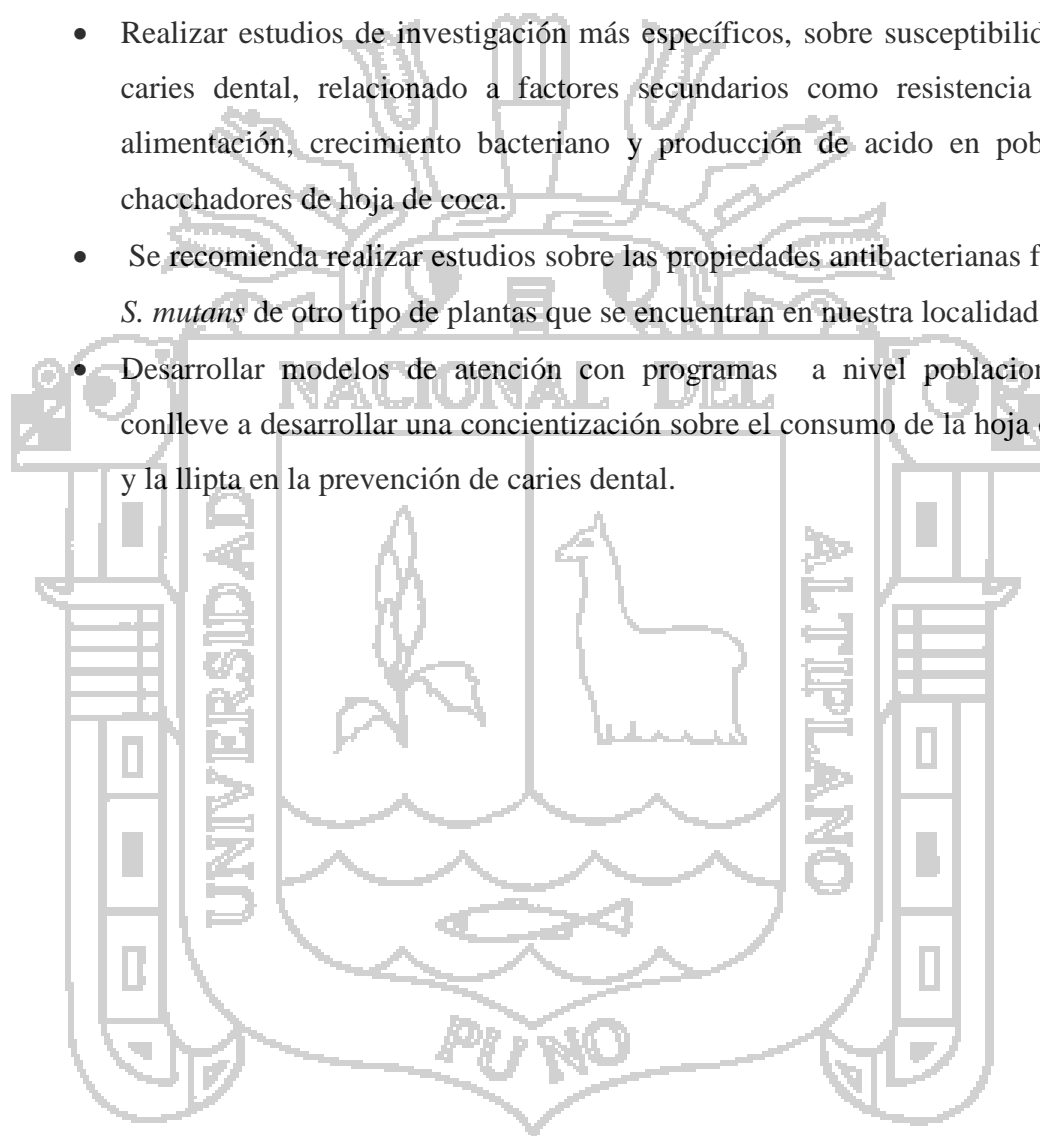 • Realizar estudios de investigación más específicos, sobre susceptibilid
caries dental, relacionado a factores secundarios como resistencia
alimentación, crecimiento bacteriano y producción de acido en pob
chacchadores de hoja de coca.
• Se recomienda realizar estudios sobre las propiedades antibacterianas f
S. mutans de otro tipo de plantas que se encuentran en nuestra localidad
• Desarrollar modelos de atención con programas a nivel poblacion
conlleve a desarrollar una concientización sobre el consumo de la hoja
y la llipta en la prevención de caries dental.
NACIONAL DEL
UNIVERSIDAD
ALTIPLANO
PUNO